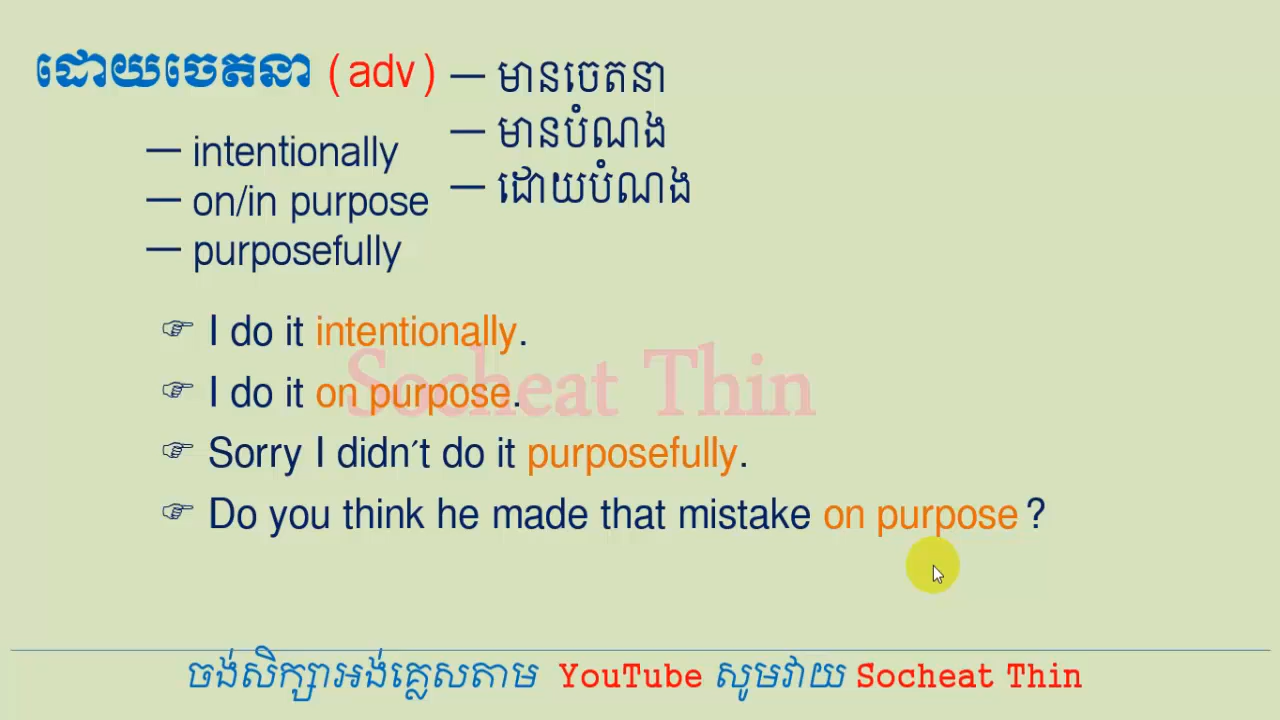 ដោយចេតនា (adv)
— មានចេតនា
— មានបំណង
— ដោយបំណង
— intentionally
— on/in purpose
— purposefully
☞ I do it intentionally.
☞ I do it on purpose.
☞ Sorry I didn´t do it purposefully.
☞ Do you think he made that mistake on purpose ?
Socheat Thin
ចង់សិក្សាអង់គ្លេសតាម YouTube សូមវាយ Socheat Thin